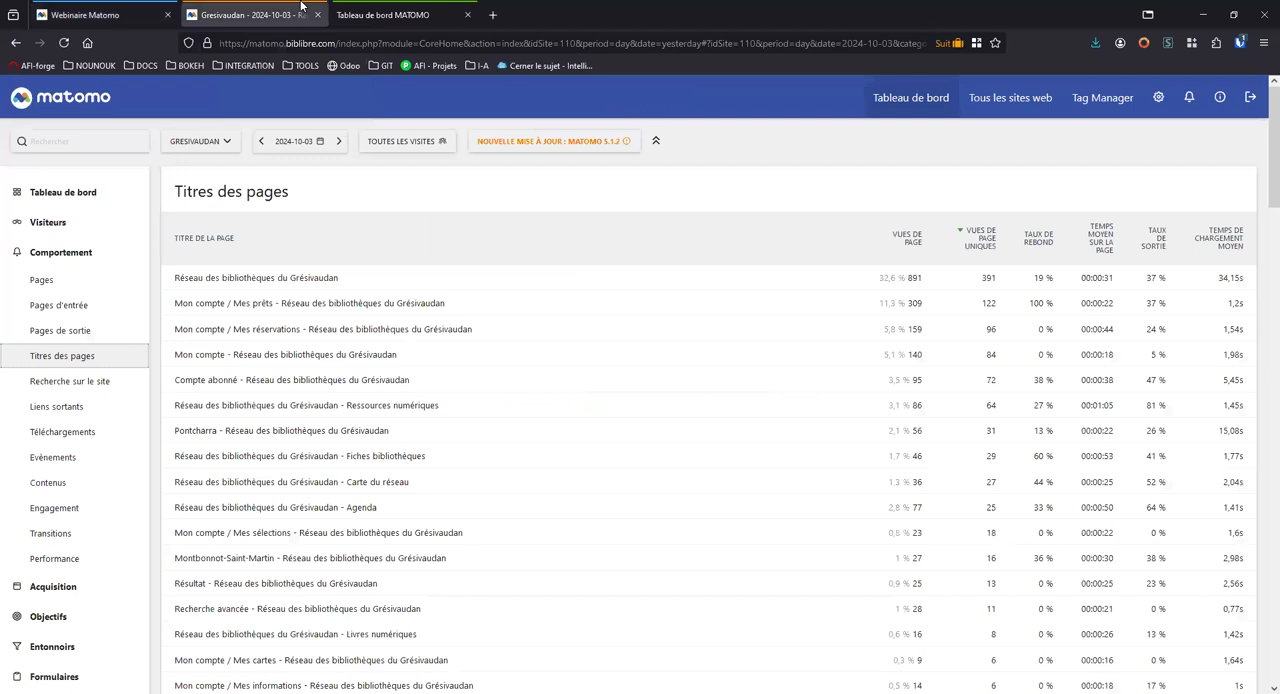 Webinaire Matomo
Gresivaudan - 2024-10-03 - Ra
Tableau de bord MATOMO
https://matomo.biblibre.com/index.php?module=CoreHome&action=index&idSite=110&period=day&date=yesterday#?idSite=110&period=day&date=2024-10-03&catego
Suit
AFI-forge
NOUNOUK
DOCS
BOKEH
INTEGRATION
TOOLS
Odoo
GIT
AFI - Projets
I-A
Cerner le sujet - Intelli...
matomo
Tableau de bord
Tous les sites web
Tag Manager
Rechercher
GRESIVAUDAN
2024-10-03
TOUTES LES VISITES
NOUVELLE MISE À JOUR : MATOMO 5.1.2
Tableau de bord
Visiteurs
Comportement
Pages
Pages d'entrée
Pages de sortie
Titres des pages
Recherche sur le site
Liens sortants
Téléchargements
Evènements
Contenus
Engagement
Transitions
Performance
Acquisition
Objectifs
Entonnoirs
Formulaires
Titres des pages
TITRE DE LA PAGE VUES DE PAGE VUES DE PAGE UNIQUES TAUX DE REBOND TEMPS MOYEN SUR LA PAGE TAUX DE SORTIE TEMPS DE CHARGEMENT MOYEN
Réseau des bibliothèques du Grésivaudan 32,6 % 891 391 19 % 00:00:31 37 % 34,15s
Mon compte / Mes prêts - Réseau des bibliothèques du Grésivaudan 11,3 % 309 122 100 % 00:00:22 37 % 1,2s
Mon compte / Mes réservations - Réseau des bibliothèques du Grésivaudan 5,8 % 159 96 0 % 00:00:44 24 % 1,54s
Mon compte - Réseau des bibliothèques du Grésivaudan 5,1 % 140 84 0 % 00:00:18 5 % 1,98s
Compte abonné - Réseau des bibliothèques du Grésivaudan 3,5 % 95 72 38 % 00:00:38 47 % 5,45s
Réseau des bibliothèques du Grésivaudan - Ressources numériques 3,1 % 86 64 27 % 00:01:05 81 % 1,45s
Pontcharra - Réseau des bibliothèques du Grésivaudan 2,1 % 56 31 13 % 00:00:22 26 % 15,08s
Réseau des bibliothèques du Grésivaudan - Fiches bibliothèques 1,7 % 46 29 60 % 00:00:53 41 % 1,77s
Réseau des bibliothèques du Grésivaudan - Carte du réseau 1,3 % 36 27 44 % 00:00:25 52 % 2,04s
Réseau des bibliothèques du Grésivaudan - Agenda 2,8 % 77 25 33 % 00:00:50 64 % 1,41s
Mon compte / Mes sélections - Réseau des bibliothèques du Grésivaudan 0,8 % 23 18 0 % 00:00:22 0 % 1,6s
Montbonnot-Saint-Martin - Réseau des bibliothèques du Grésivaudan 1 % 27 16 36 % 00:00:30 38 % 2,98s
Résultat - Réseau des bibliothèques du Grésivaudan 0,9 % 25 13 0 % 00:00:25 23 % 2,56s
Recherche avancée - Réseau des bibliothèques du Grésivaudan 1 % 28 11 0 % 00:00:21 0 % 0,77s
Réseau des bibliothèques du Grésivaudan - Livres numériques 0,6 % 16 8 0 % 00:00:26 13 % 1,42s
Mon compte / Mes cartes - Réseau des bibliothèques du Grésivaudan 0,3 % 9 6 0 % 00:00:16 0 % 1,64s
Mon compte / Mes informations - Réseau des bibliothèques du Grésivaudan 0,5 % 14 6 0 % 00:00:18 17 % 1s